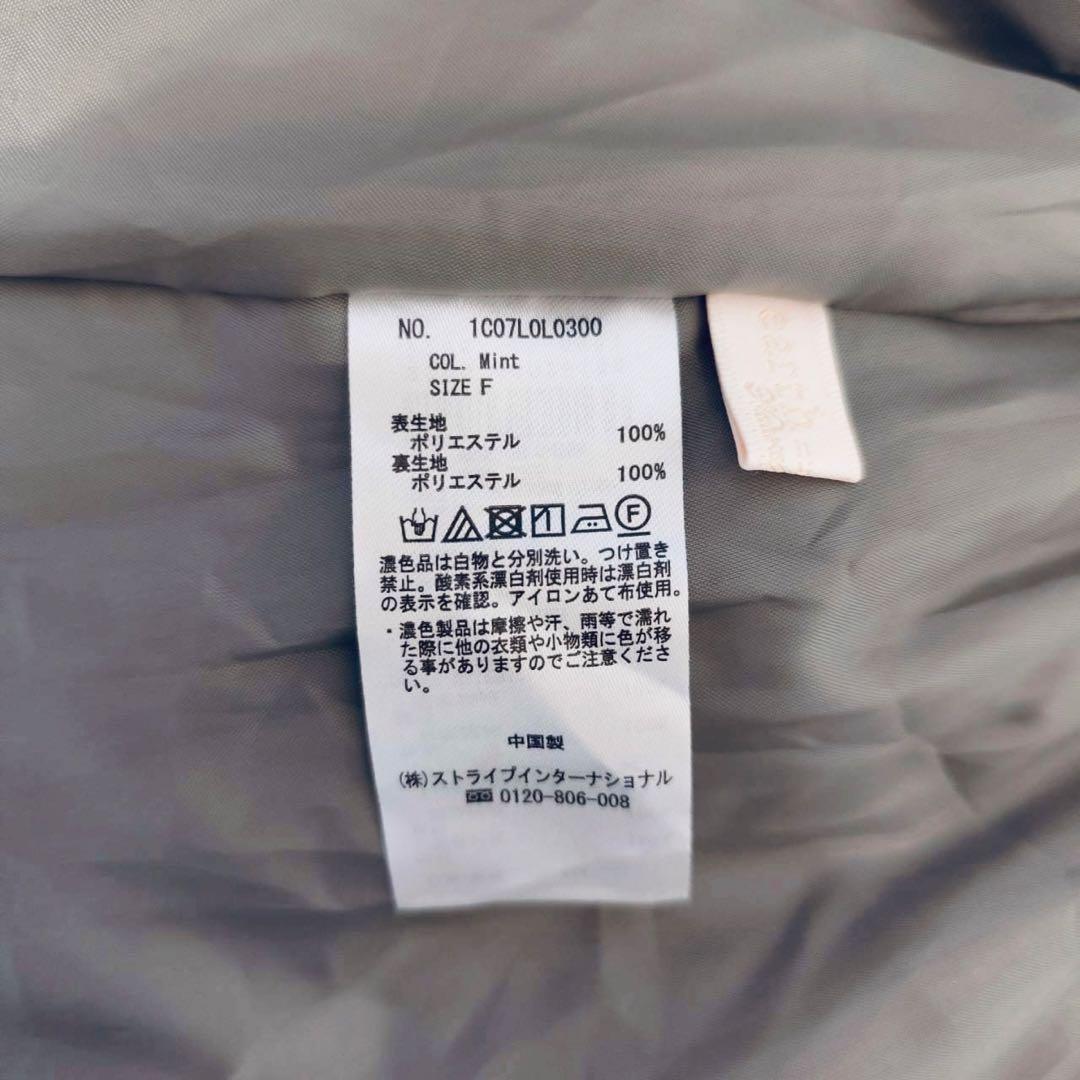 NO. 1C07L0L0300
COL. Mint
SIZE F
表生地
ポリエステル 100%
裏生地
ポリエステル 100%
濃色品は白物と分別洗い。つけ置き
禁止。酸素系漂白剤使用時は漂白剤
の表示を確認。アイロンあて布使用。
・濃色製品は摩擦や汗、雨等で濡れ
た際に他の衣類や小物類に色が移
る事がありますのでご注意くださ
い。
中国製
(株)ストライプインターナショナル
0120-806-008